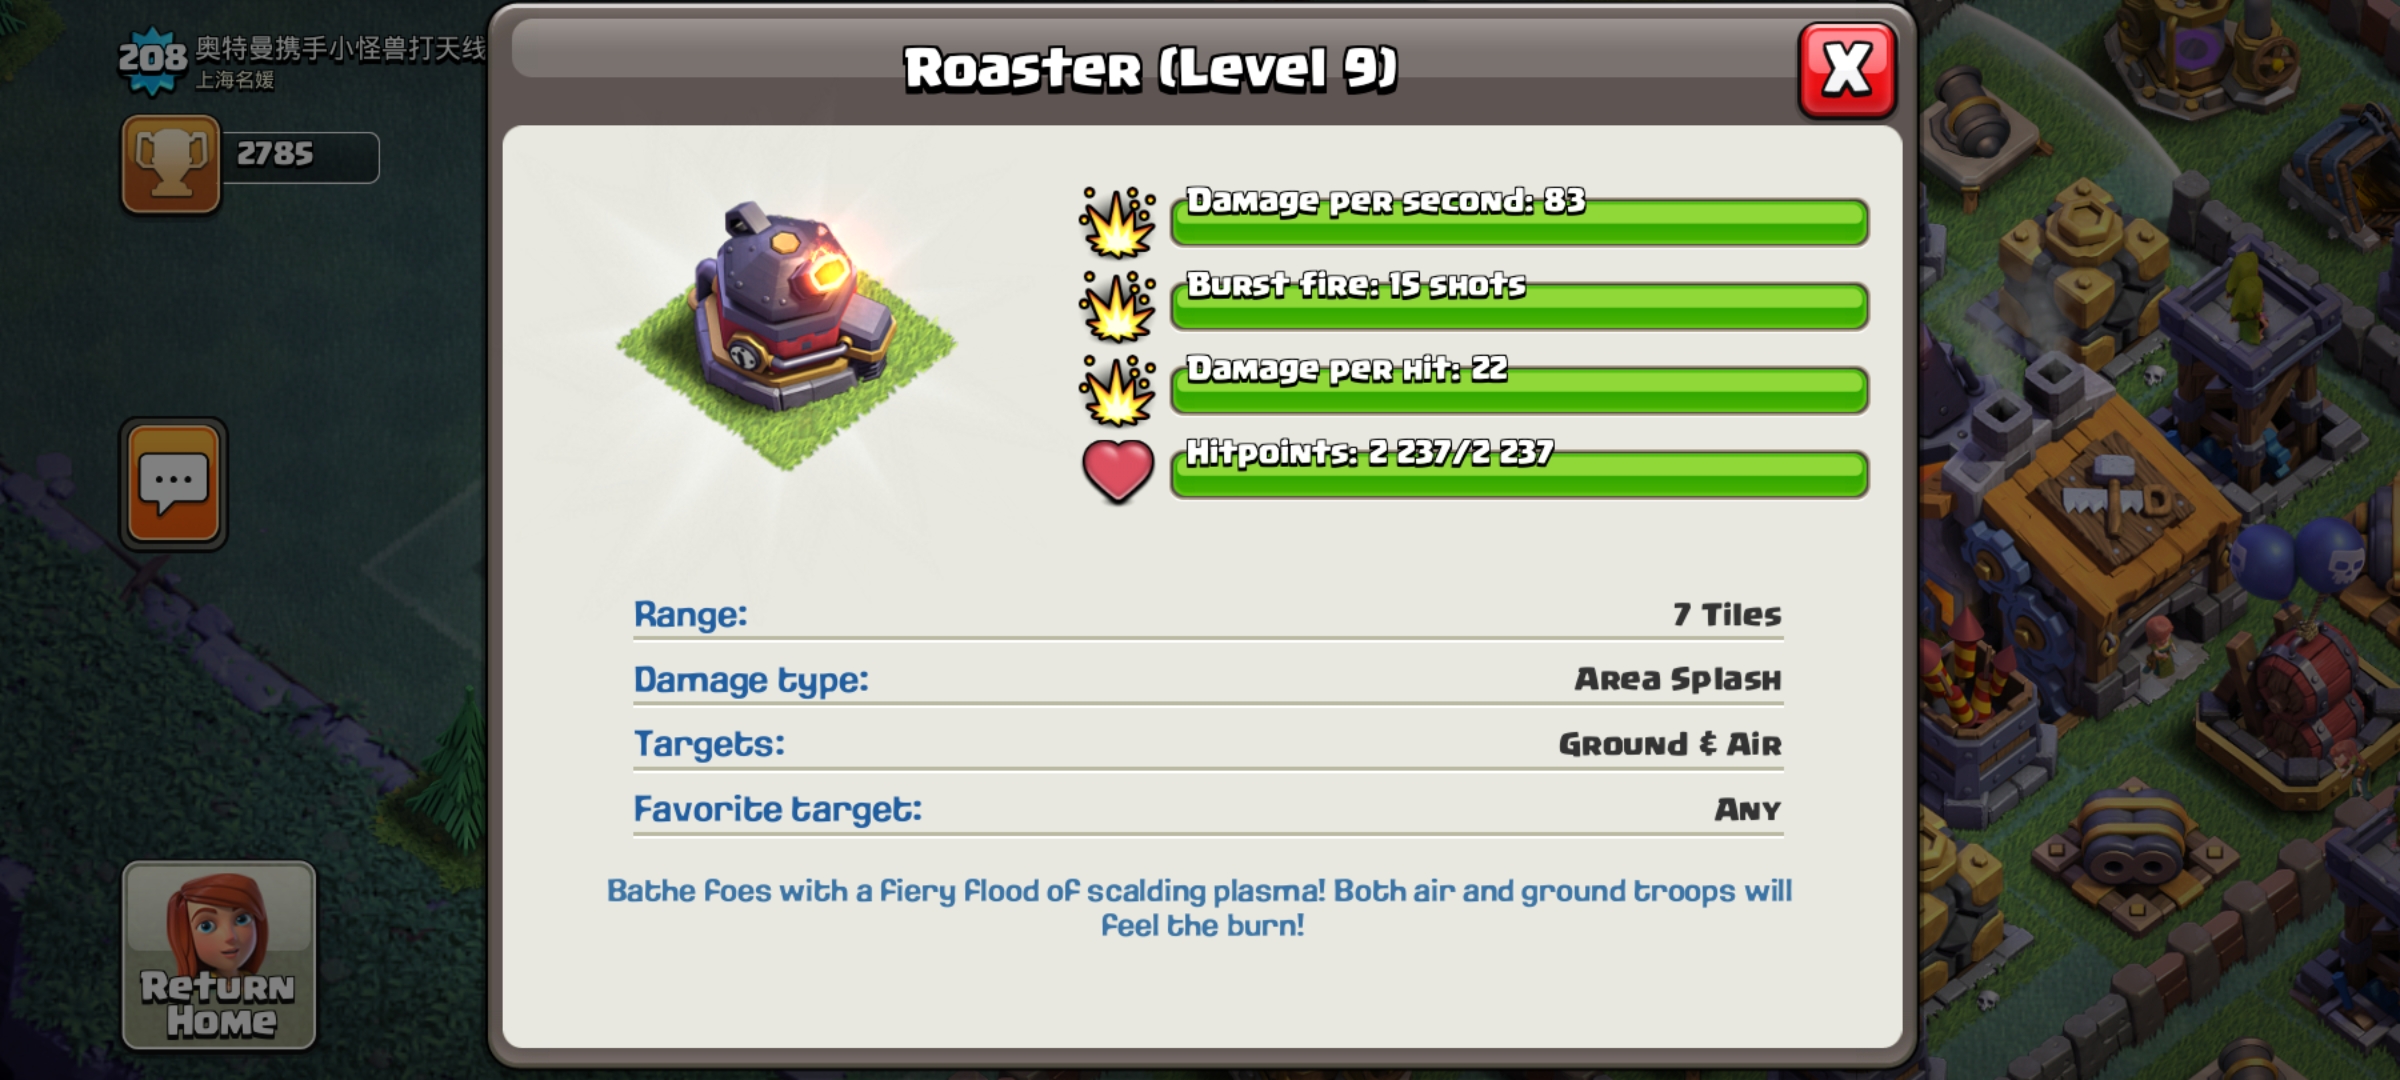 208
奥特曼携手小怪兽打天线
上海名媛
2785
Return
Home
Roaster (Level 9)
X
Damage per second: 83
Burst fire: 15 shots
Damage per hit: 22
Hitpoints: 2 237/2 237
Range: 7 Tiles
Damage type: Area Splash
Targets: Ground & Air
Favorite target: Any
Bathe foes with a fiery flood of scalding plasma! Both air and ground troops will
feel the burn!